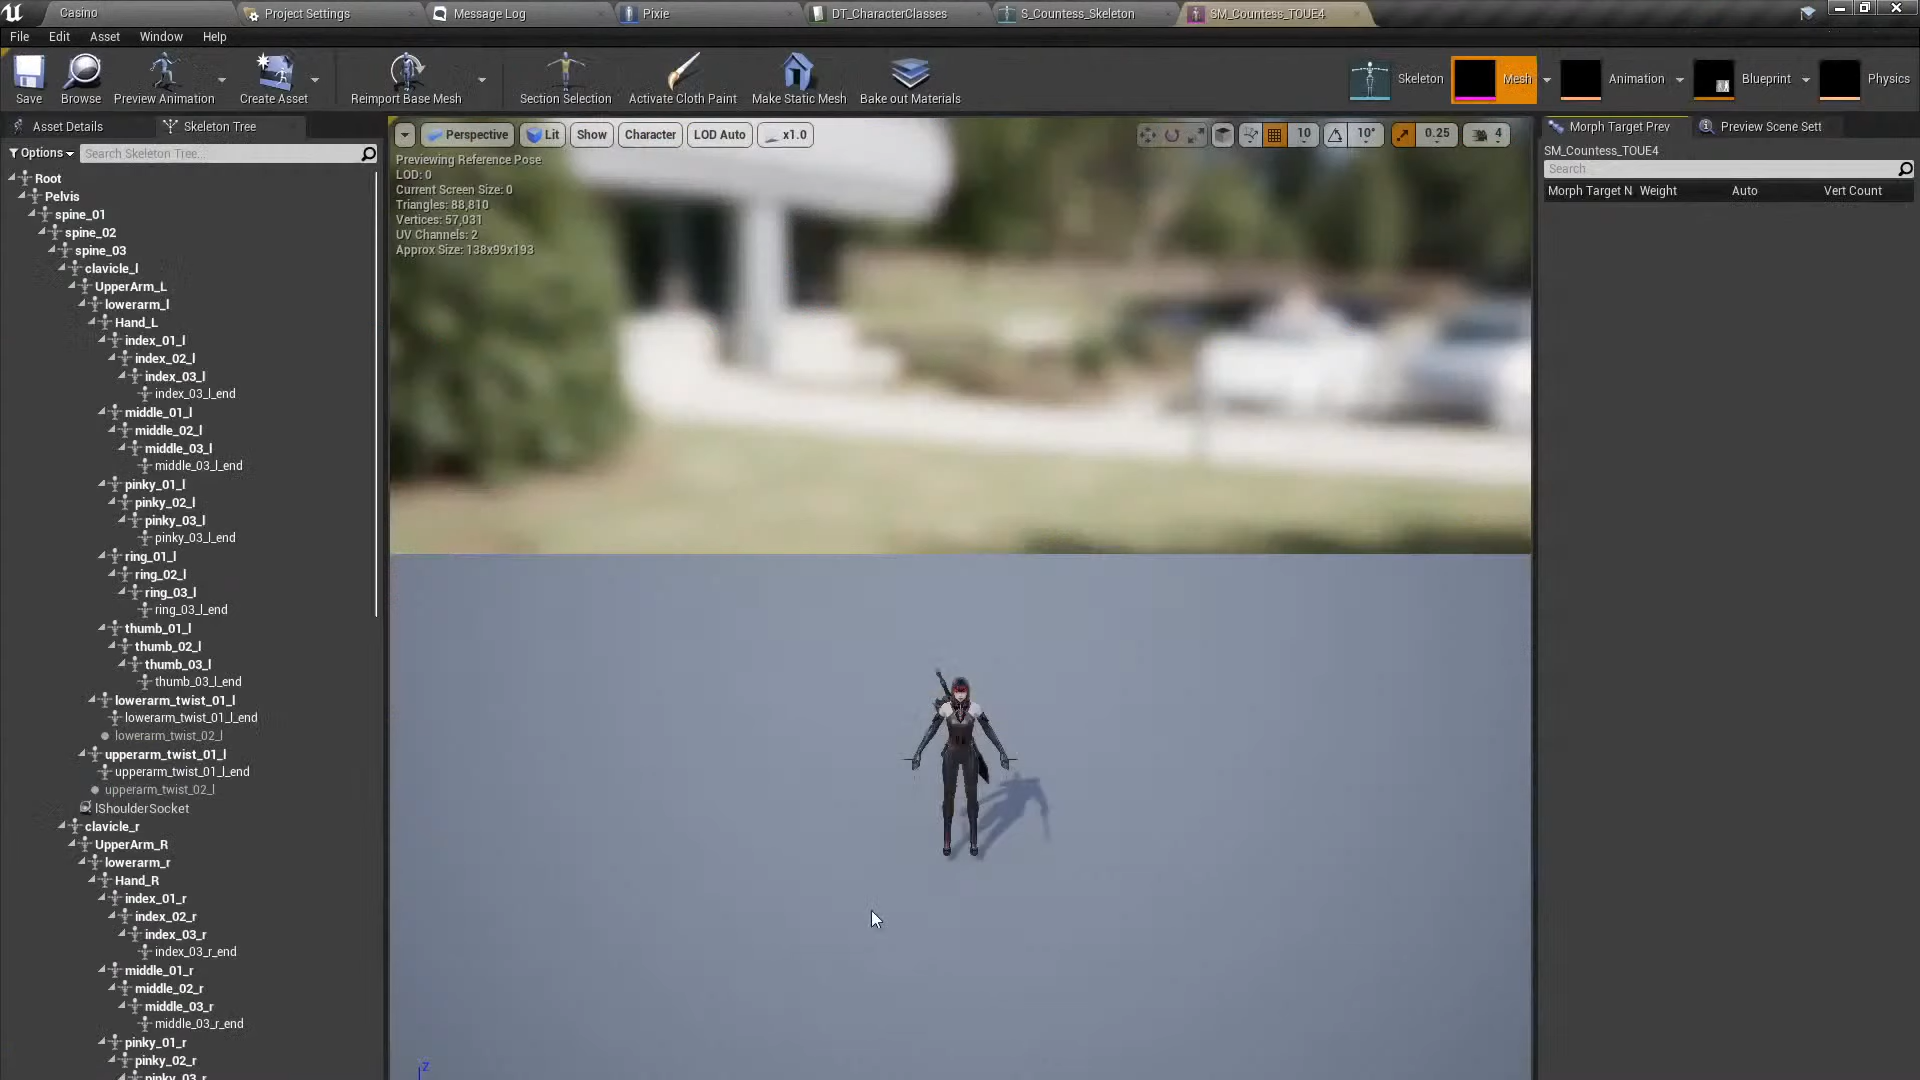 Casino
Project Settings
Message Log
Pixie
DT_CharacterClasses
S_Countess_Skeleton
SM_Countess_TOUE4
File Edit Asset Window Help
Save
Browse
Preview Animation
Create Asset
Reimport Base Mesh
Section Selection
Activate Cloth Paint
Make Static Mesh
Bake out Materials
Skeleton
Mesh
Animation
Blueprint
Physics
Asset Details
Skeleton Tree
Options
Search Skeleton Tree...
Root
Pelvis
spine_01
spine_02
spine_03
clavicle_l
UpperArm_L
lowerarm_l
Hand_L
index_01_l
index_02_l
index_03_l
index_03_l_end
middle_01_l
middle_02_l
middle_03_l
middle_03_l_end
pinky_01_l
pinky_02_l
pinky_03_l
pinky_03_l_end
ring_01_l
ring_02_l
ring_03_l
ring_03_l_end
thumb_01_l
thumb_02_l
thumb_03_l
thumb_03_l_end
lowerarm_twist_01_l
lowerarm_twist_01_l_end
lowerarm_twist_02_l
upperarm_twist_01_l
upperarm_twist_01_l_end
upperarm_twist_02_l
lShoulderSocket
clavicle_r
UpperArm_R
lowerarm_r
Hand_R
index_01_r
index_02_r
index_03_r
index_03_r_end
middle_01_r
middle_02_r
middle_03_r
middle_03_r_end
pinky_01_r
pinky_02_r
pinky_03_r
Perspective Lit Show Character LOD Auto x1.0
10 10° 0.25 4
Previewing Reference Pose
LOD: 0
Current Screen Size: 0
Triangles: 88,810
Vertices: 57,031
UV Channels: 2
Approx Size: 138x99x193
Z
Morph Target Prev
Preview Scene Sett
SM_Countess_TOUE4
Search
Morph Target N Weight Auto Vert Count